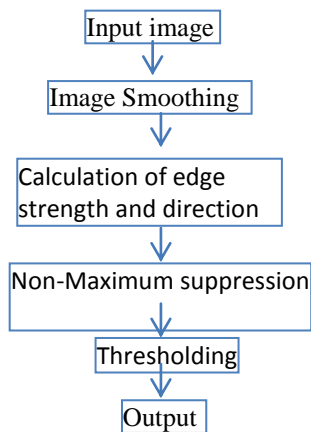 Input image
Image Smoothing
Calculation of edge
strength and direction
Non-Maximum suppression
Thresholding
Output